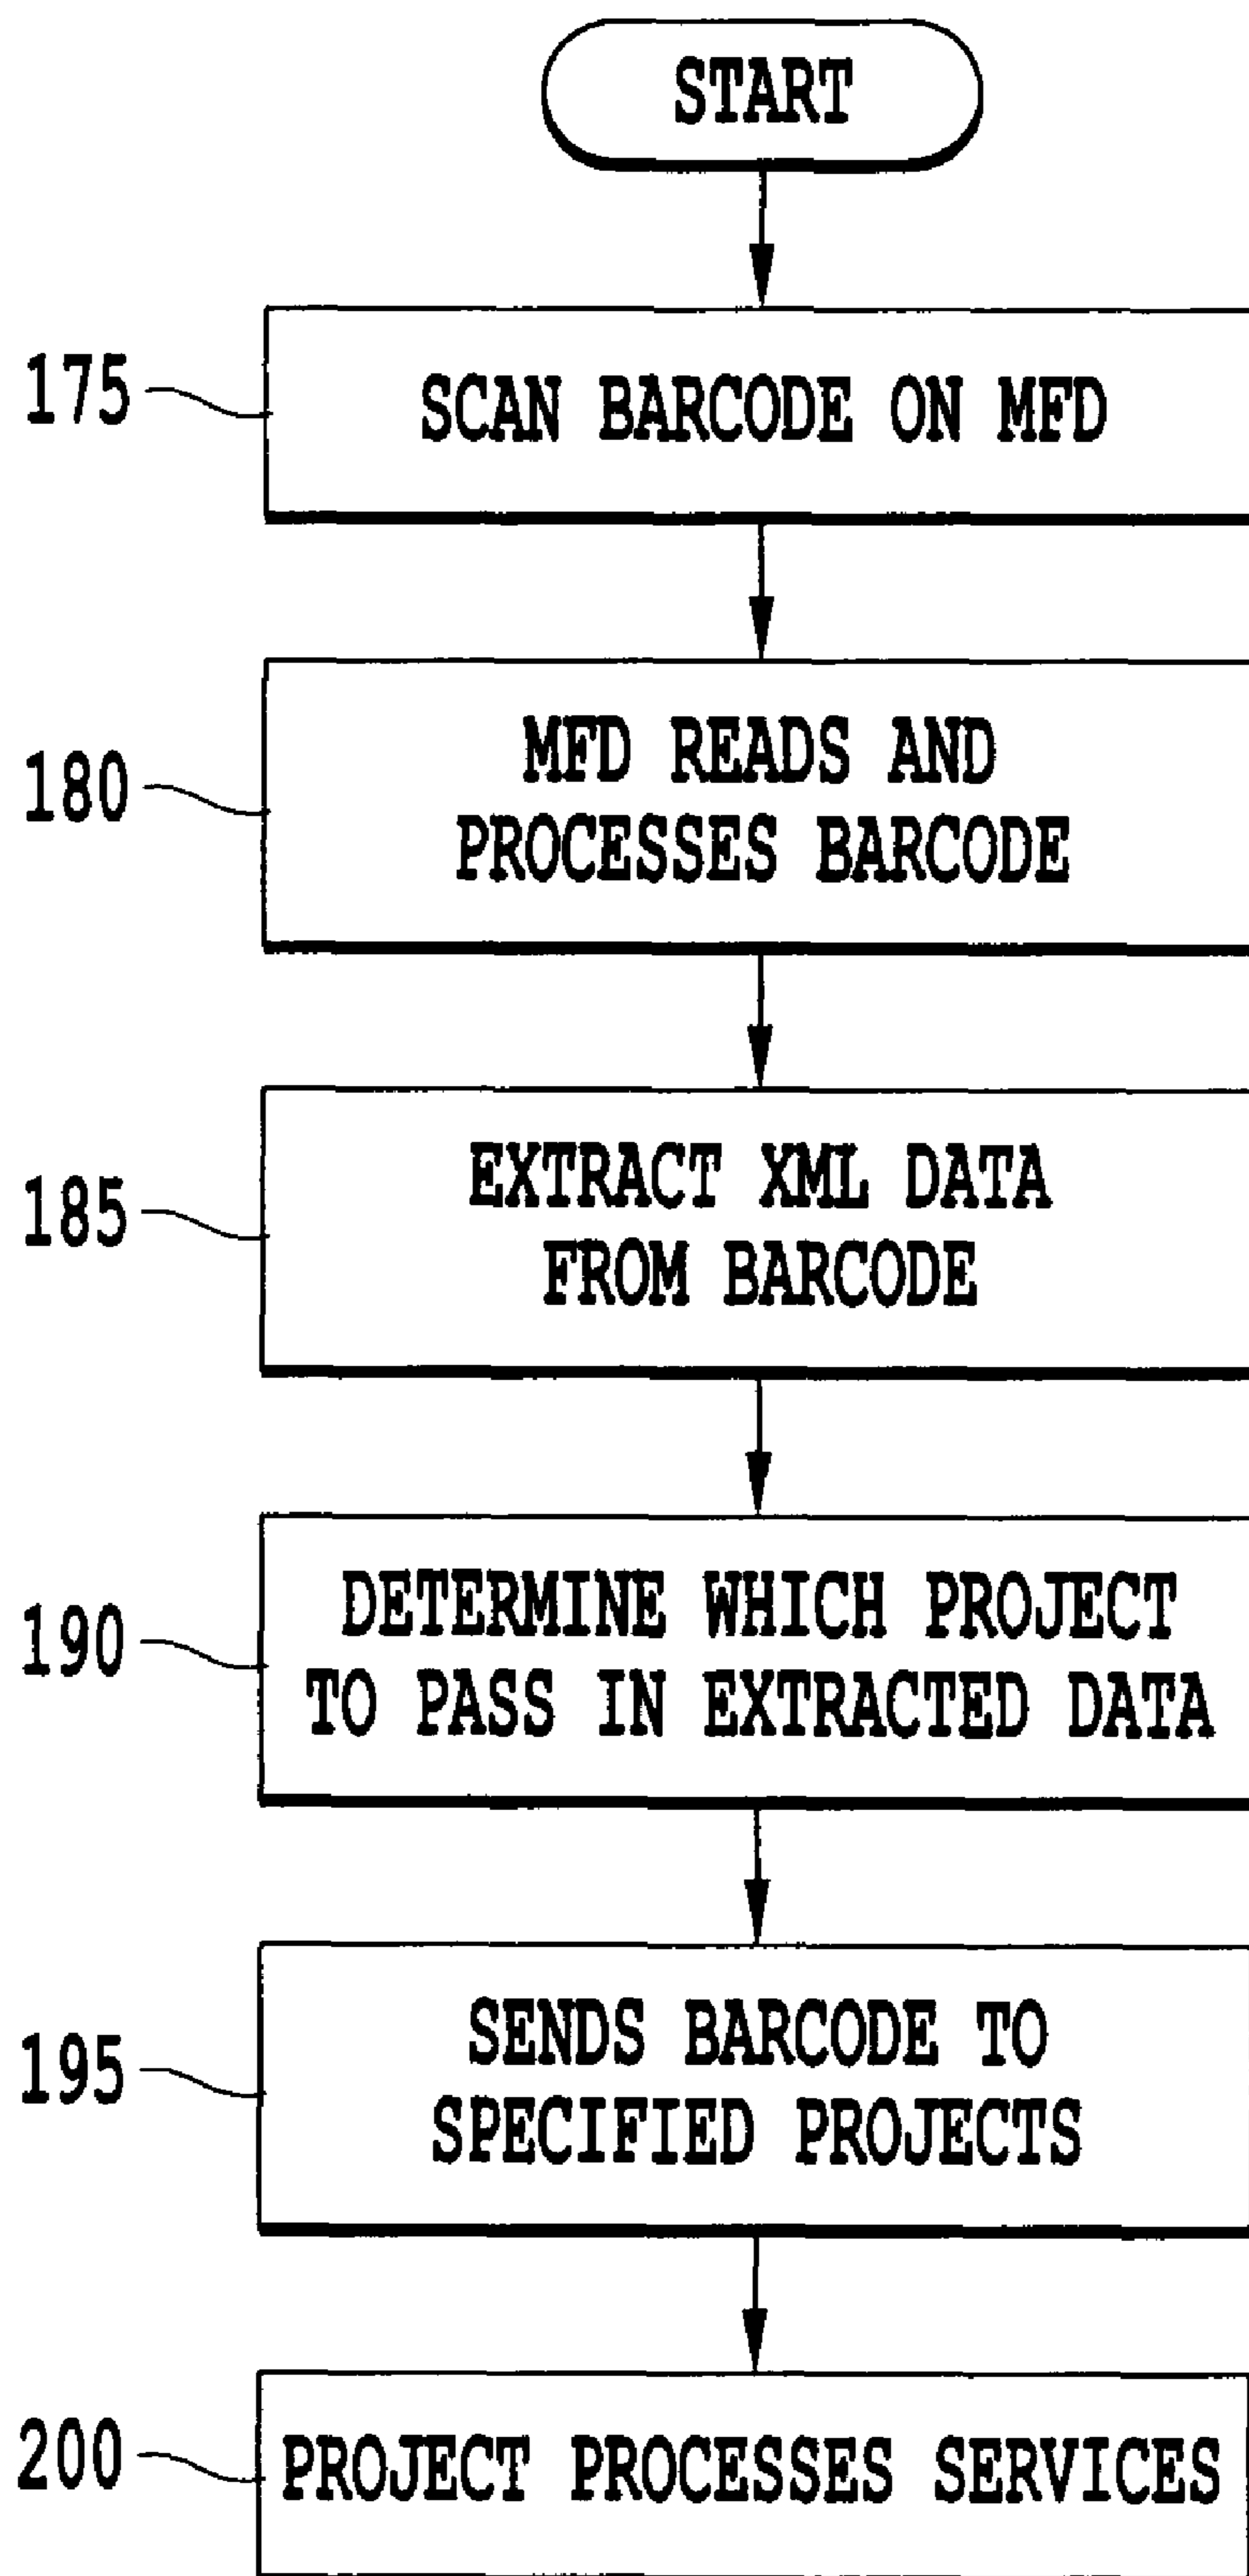 START
175
SCAN BARCODE ON MFD
180
MFD READS AND
PROCESSES BARCODE
185
EXTRACT XML DATA
FROM BARCODE
190
DETERMINE WHICH PROJECT
TO PASS IN EXTRACTED DATA
195
SENDS BARCODE TO
SPECIFIED PROJECTS
200
PROJECT PROCESSES SERVICES